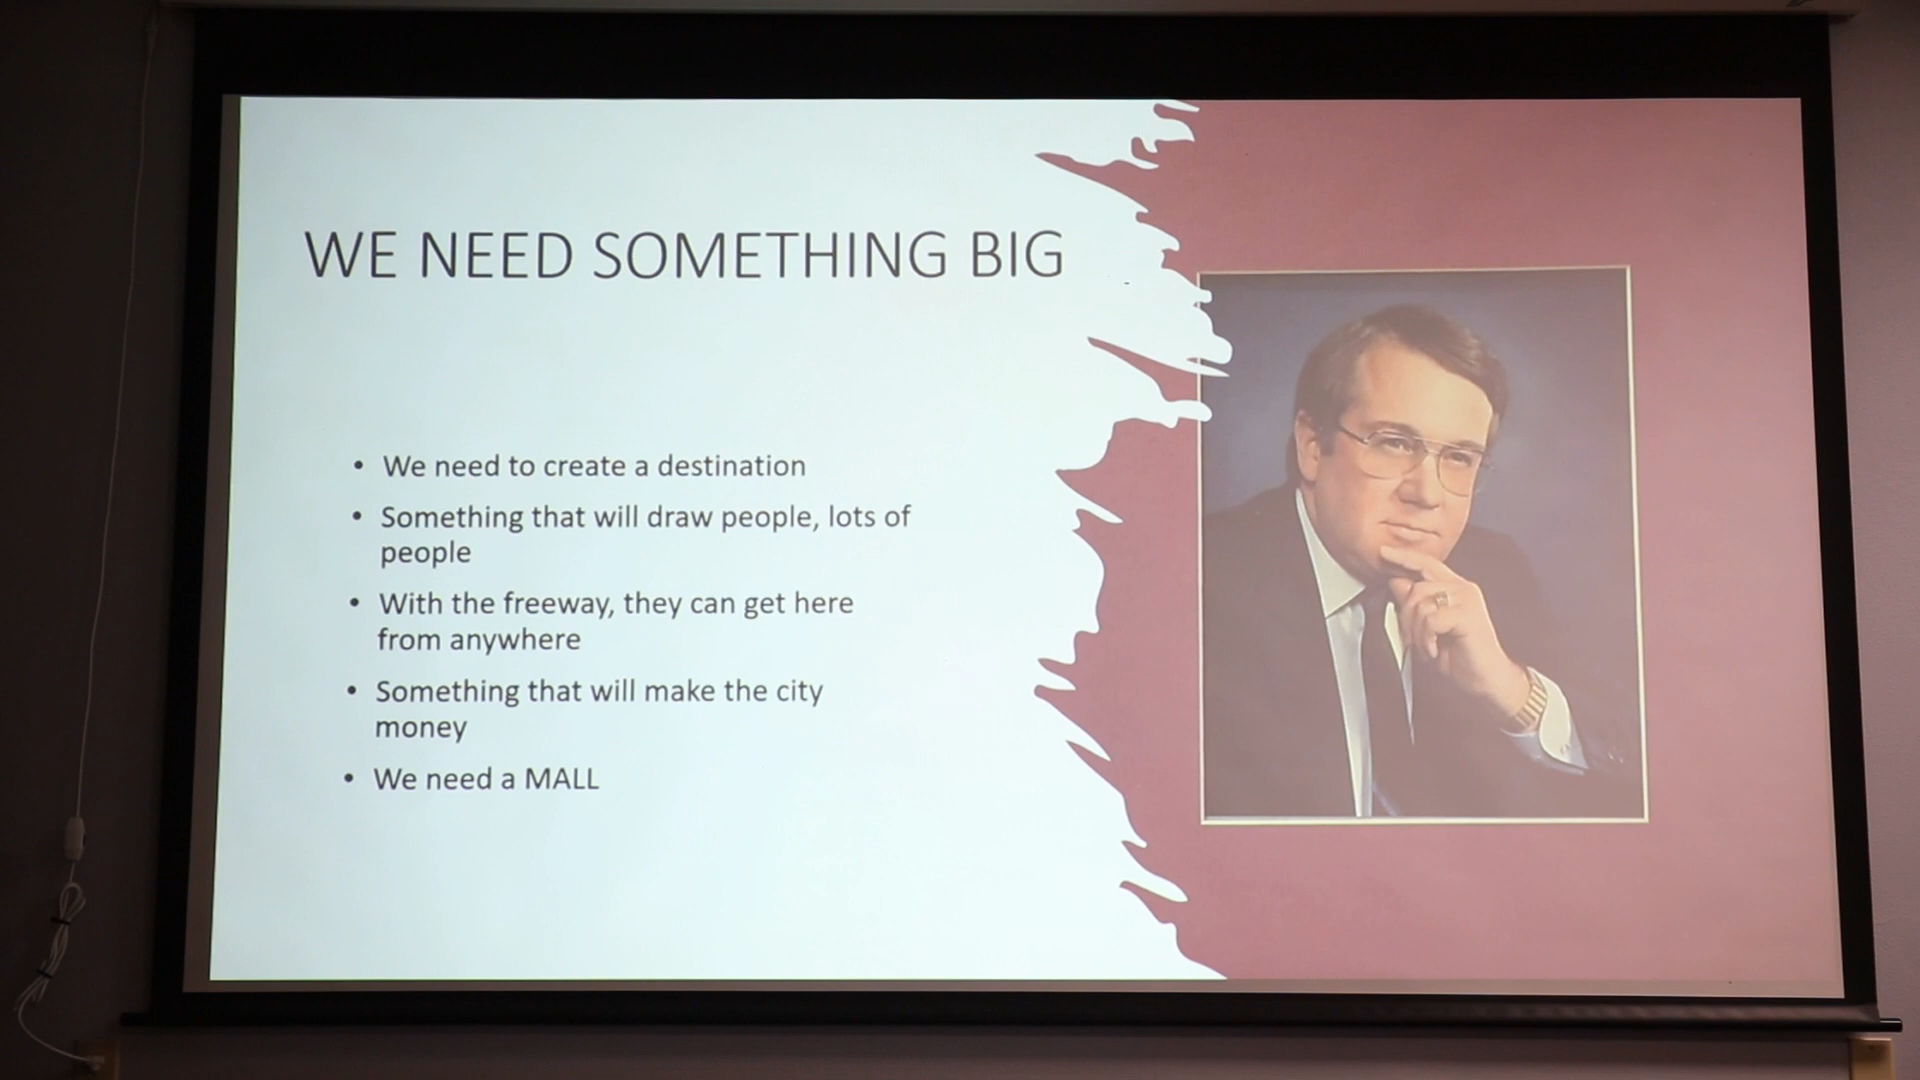 WE NEED SOMETHING BIG
• We need to create a destination
• Something that will draw people, lots of
people
• With the freeway, they can get here
from anywhere
• Something that will make the city
money
• We need a MALL